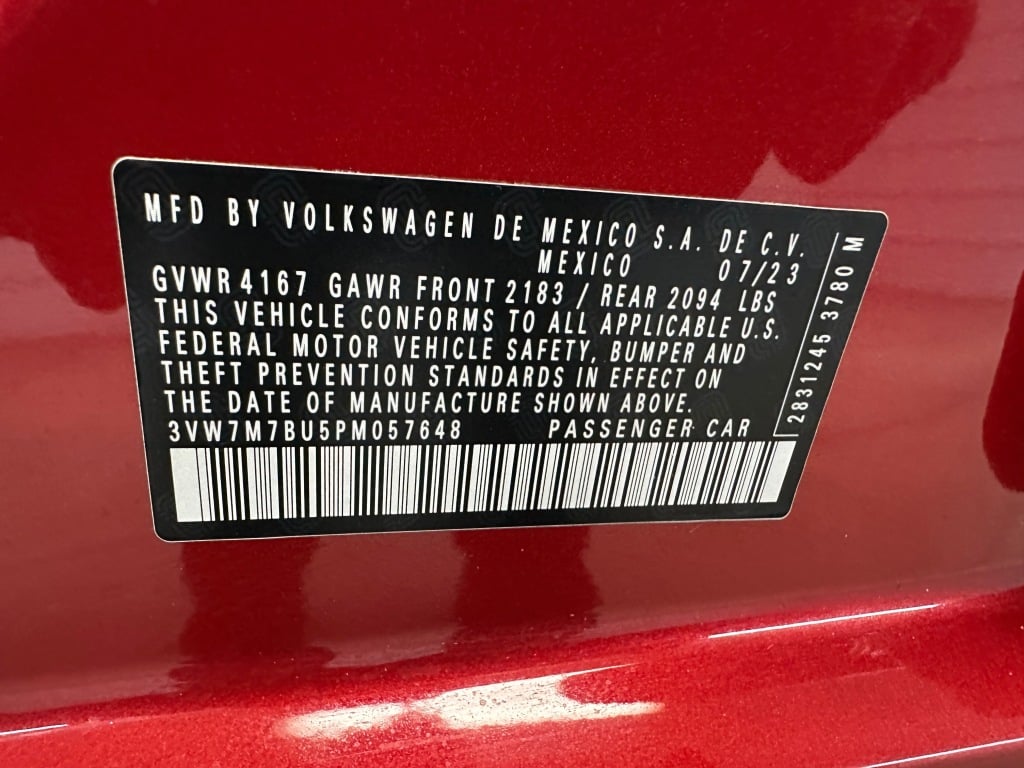 MFD BY VOLKSWAGEN DE MEXICO S.A. DE C.V.
MEXICO 07/23
GVWR 4167 GAWR FRONT 2183 / REAR 2094 LBS
THIS VEHICLE CONFORMS TO ALL APPLICABLE U.S.
FEDERAL MOTOR VEHICLE SAFETY, BUMPER AND
THEFT PREVENTION STANDARDS IN EFFECT ON
THE DATE OF MANUFACTURE SHOWN ABOVE.
3VW7M7BU5PM057648 PASSENGER CAR
2831245 3780 M